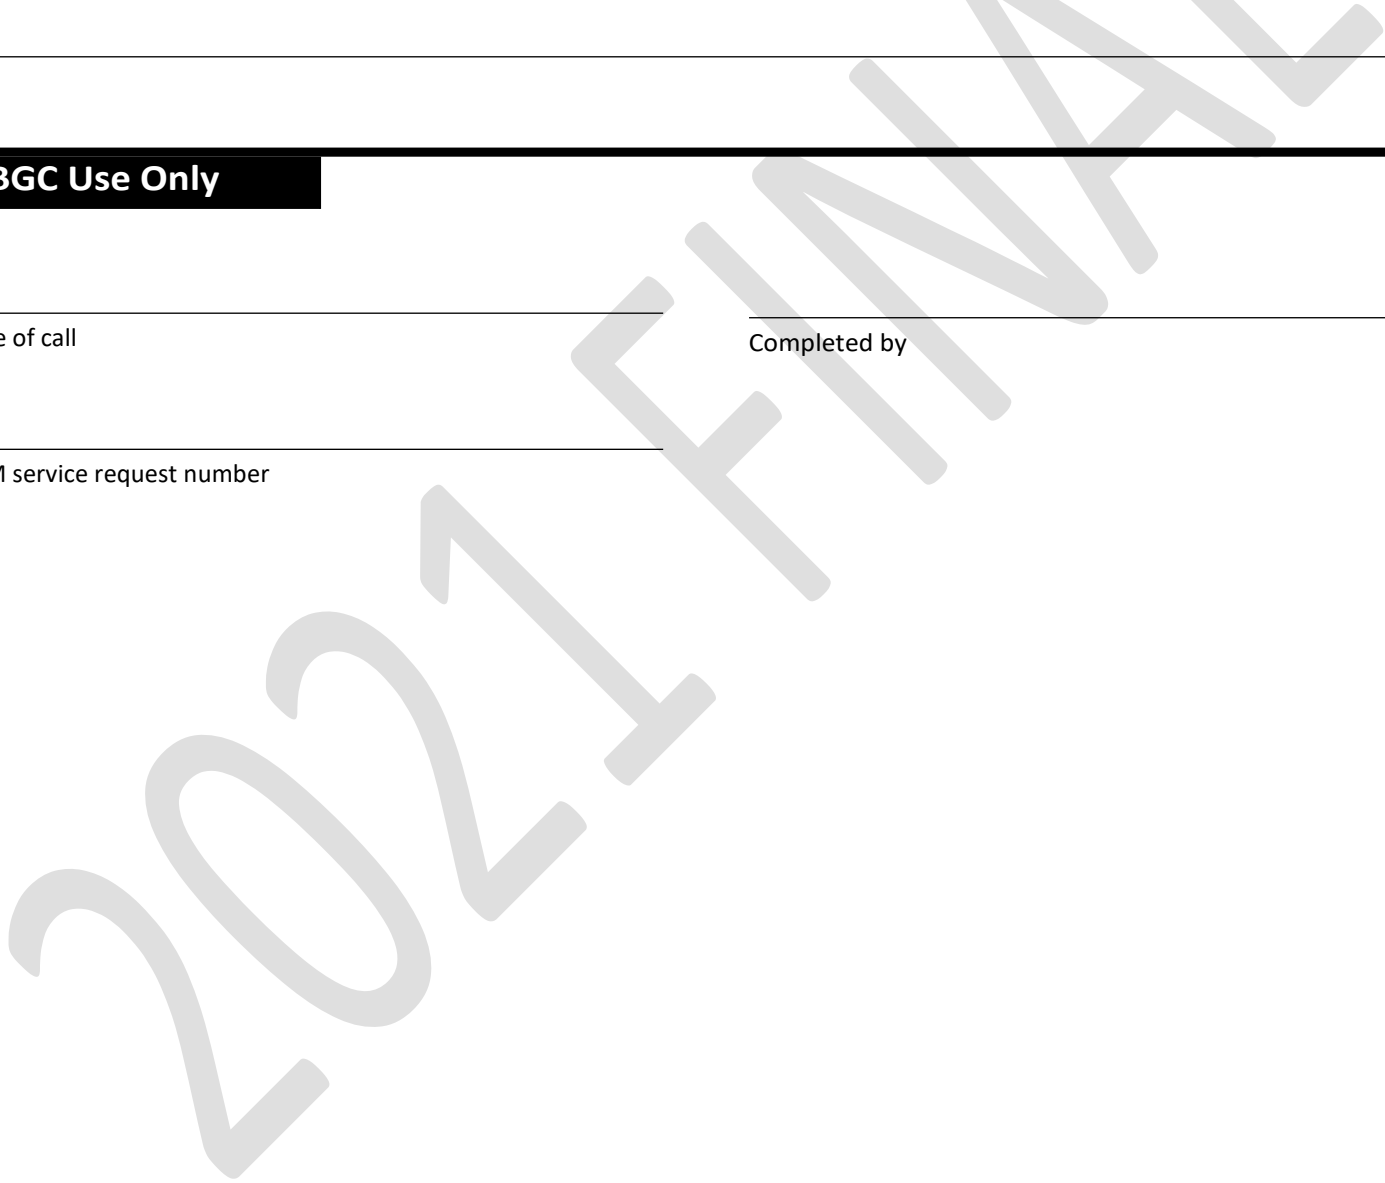 BGC Use Only
e of call
Completed by
M service request number
2021 FINAL